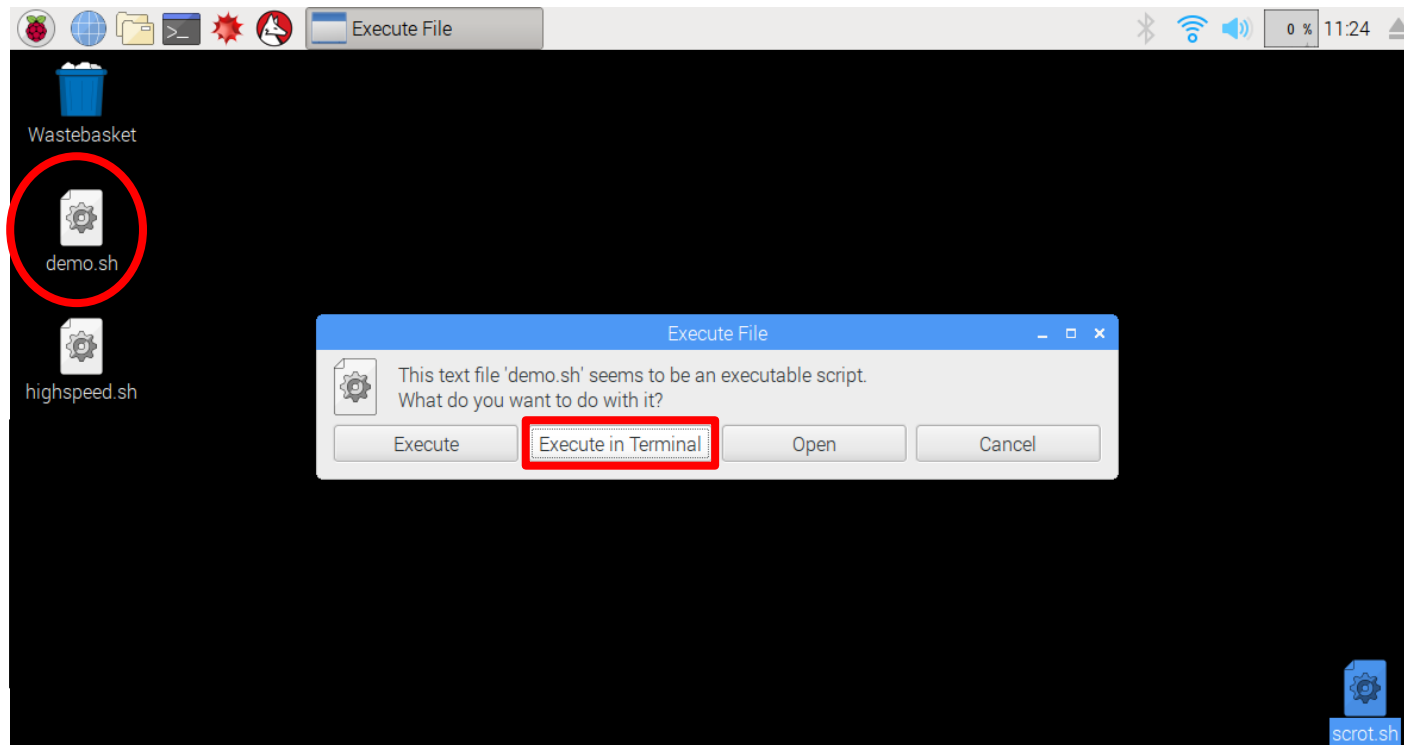 Execute File
0 %
11:24
Wastebasket
demo.sh
highspeed.sh
Execute File
This text file 'demo.sh' seems to be an executable script.
What do you want to do with it?
Execute
Execute in Terminal
Open
Cancel
scrot.sh